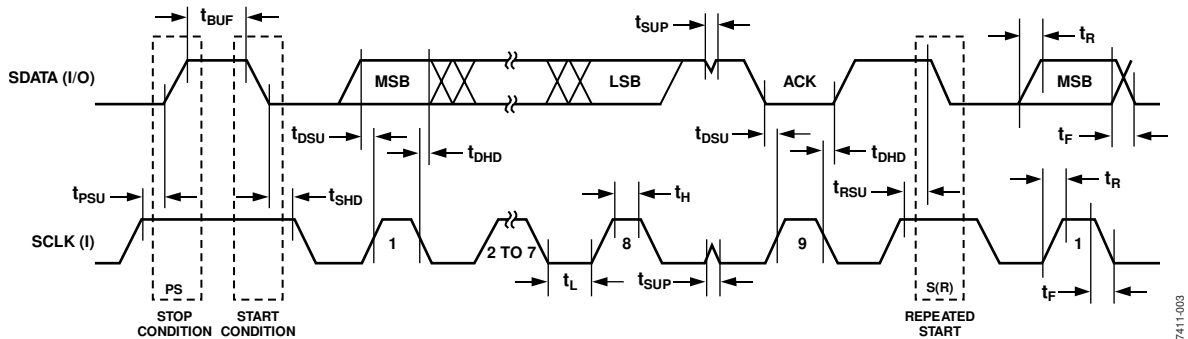 tBUF
tSUP
tR
SDATA (I/O)
MSB
LSB
ACK
MSB
tDSU
tDHD
tDSU
tDHD
tF
tPSU
tSHD
tH
tRSU
tR
SCLK (I)
1
2 TO 7
8
9
1
tL
tSUP
tF
PS
S(R)
STOP
CONDITION
START
CONDITION
REPEATED
START
7411-003